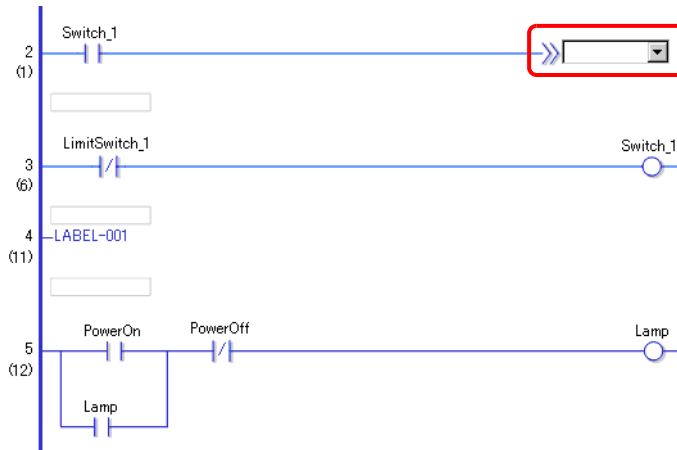 Switch_1
2
(1)
LimitSwitch_1
Switch_1
3
(6)
4
LABEL-001
(11)
PowerOn
PowerOff
Lamp
5
(12)
Lamp